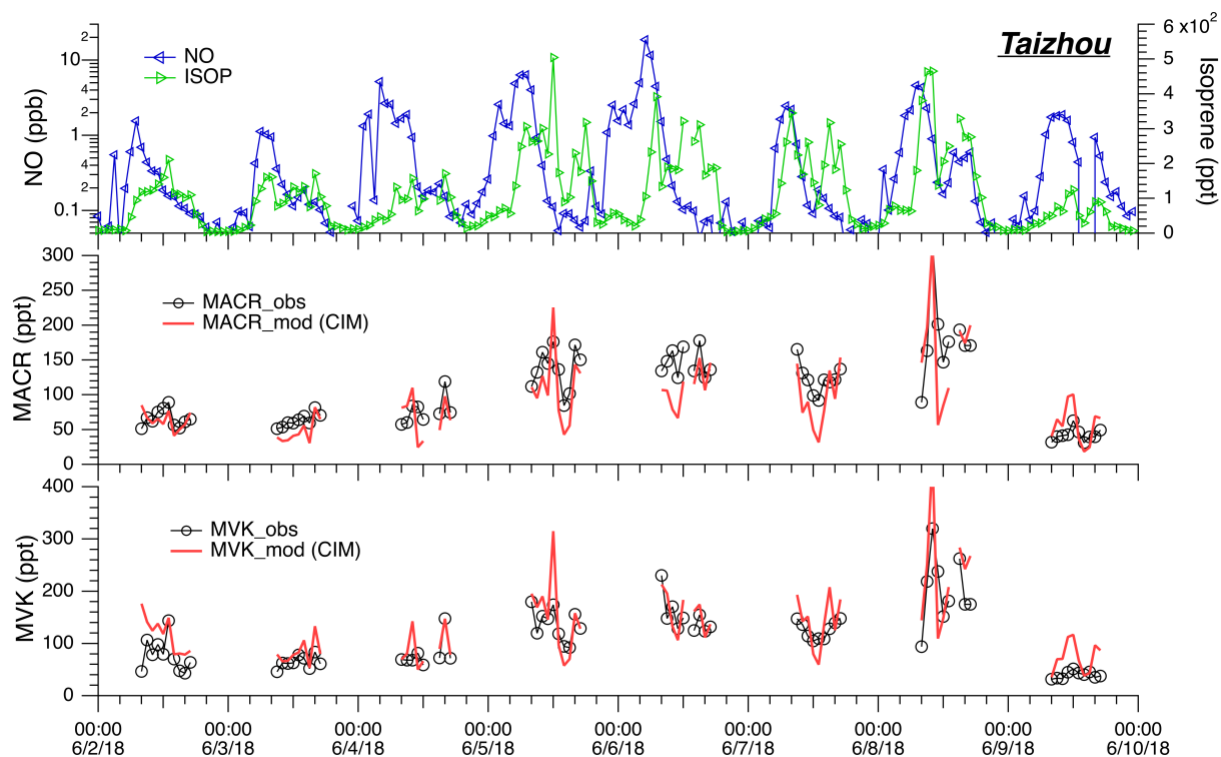 Taizhou
NO
ISOP
NO (ppb)
2
10
4
2
1
4
2
0.1
6 x10²
5
4
3
2
1
0
Isoprene (ppt)
MACR_obs
MACR_mod (CIM)
MACR (ppt)
300
250
200
150
100
50
0
MVK_obs
MVK_mod (CIM)
MVK (ppt)
400
300
200
100
0
00:00 00:00 00:00 00:00 00:00 00:00 00:00 00:00 00:00
6/2/18 6/3/18 6/4/18 6/5/18 6/6/18 6/7/18 6/8/18 6/9/18 6/10/18